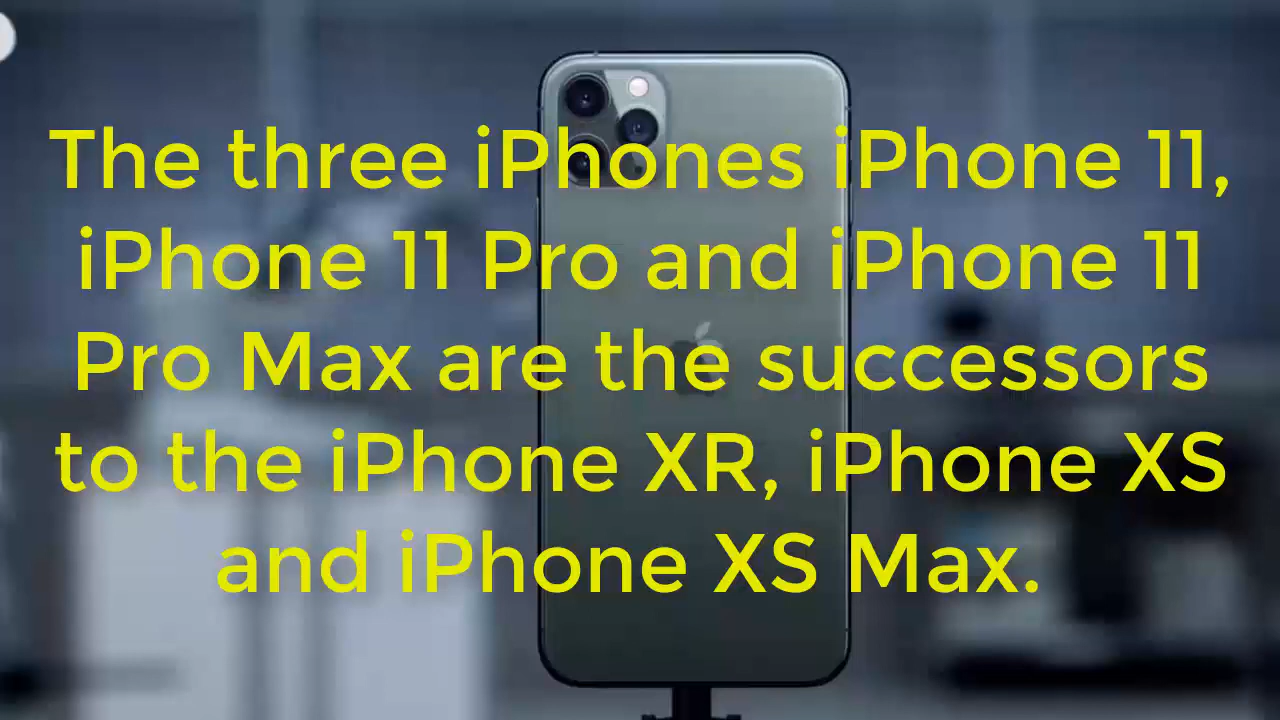 The three iPhones iPhone 11,
iPhone 11 Pro and iPhone 11
Pro Max are the successors
to the iPhone XR, iPhone XS
and iPhone XS Max.